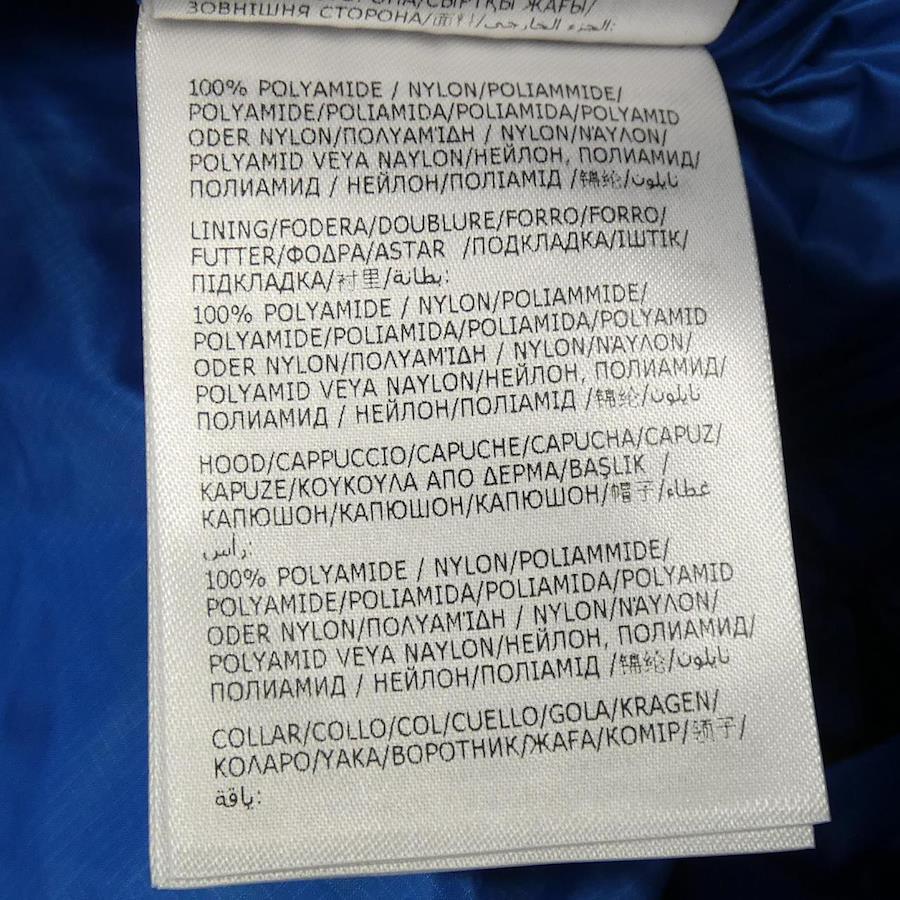 ЗОВНІШНЯ СТОРОНА/面料/الجزء الخارجي:
100% POLYAMIDE / NYLON/POLIAMMIDE/
POLYAMIDE/POLIAMIDA/POLIAMIDA/POLYAMID
ODER NYLON/ΠΟΛΥΑΜΊΔΗ / NYLON/ΝΆΥΛΟΝ/
POLYAMID VEYA NAYLON/НЕЙЛОН, ПОЛИАМИД/
ПОЛИАМИД / НЕЙЛОН/ПОЛІАМІД /锦纶/نايلون
LINING/FODERA/DOUBLURE/FORRO/FORRO/
FUTTER/ΦΟΔΡΑ/ASTAR /ПОДКЛАДКА/ІШТІК/
ПІДКЛАДКА/衬里/بطانة:
100% POLYAMIDE / NYLON/POLIAMMIDE/
POLYAMIDE/POLIAMIDA/POLIAMIDA/POLYAMID
ODER NYLON/ΠΟΛΥΑΜΊΔΗ / NYLON/ΝΆΥΛΟΝ/
POLYAMID VEYA NAYLON/НЕЙЛОН, ПОЛИАМИД/
ПОЛИАМИД / НЕЙЛОН/ПОЛІАМІД /锦纶/نايلون
HOOD/CAPPUCCIO/CAPUCHE/CAPUCHA/CAPUZ/
KAPUZE/ΚΟΥΚΟΥΛΑ ΑΠΟ ΔΕΡΜΑ/BAŞLIK /
КАПЮШОН/КАПЮШОН/КАПЮШОН/帽子/غطاء
رأس:
100% POLYAMIDE / NYLON/POLIAMMIDE/
POLYAMIDE/POLIAMIDA/POLIAMIDA/POLYAMID
ODER NYLON/ΠΟΛΥΑΜΊΔΗ / NYLON/ΝΆΥΛΟΝ/
POLYAMID VEYA NAYLON/НЕЙЛОН, ПОЛИАМИД/
ПОЛИАМИД / НЕЙЛОН/ПОЛІАМІД /锦纶/نايلون
COLLAR/COLLO/COL/CUELLO/GOLA/KRAGEN/
ΚΟΛΑΡΟ/YAKA/ВОРОТНИК/ЖАҒА/КОМІР/领子/
ياقة: